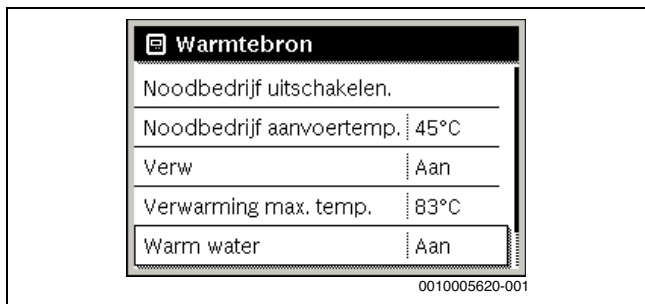 Warmtebron
Noodbedrijf uitschakelen.
Noodbedrijf aanvoertemp. 45°C
Verw Aan
Verwarming max. temp. 83°C
Warm water Aan
0010005620-001